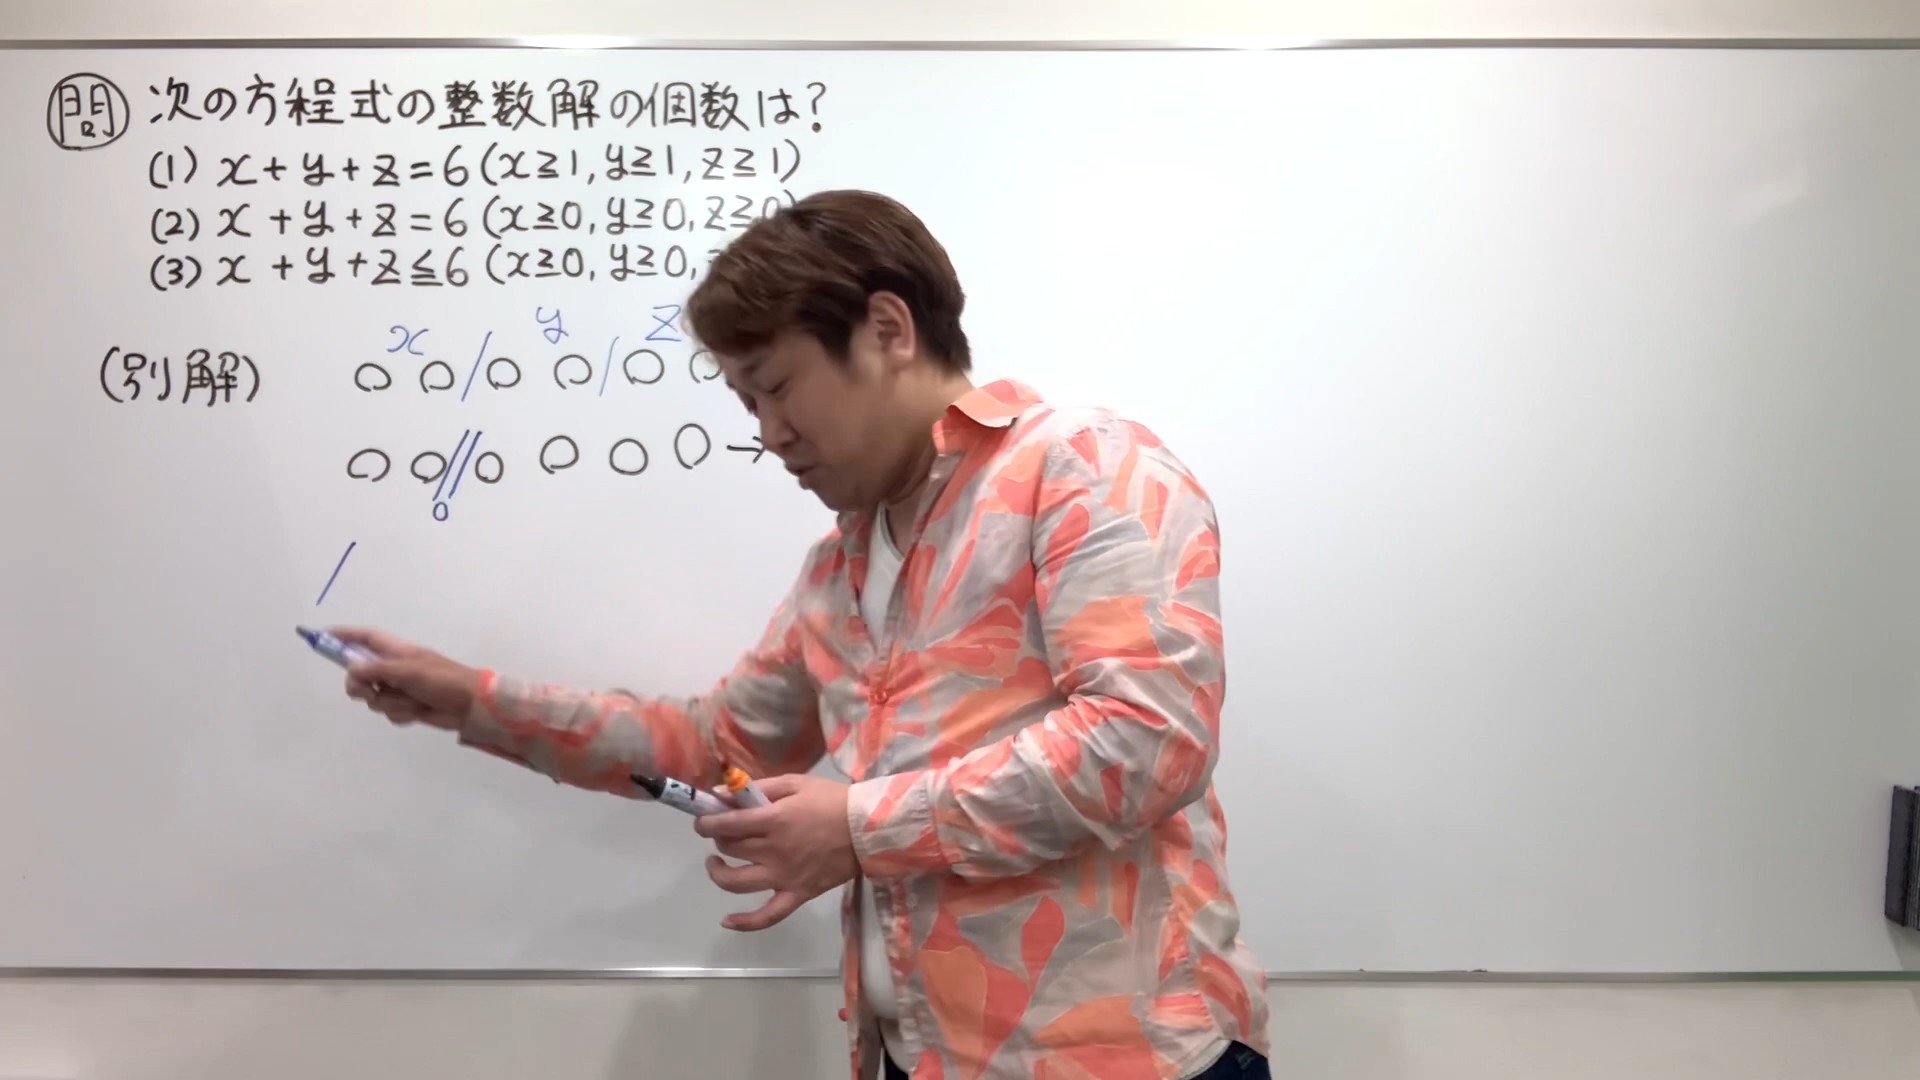 問 次の方程式の整数解の個数は?
(1) x+y+z=6 (x≧1, y≧1, z≧1)
(2) x+y+z=6 (x≧0, y≧0, z≧0)
(3) x+y+z≦6 (x≧0, y≧0,
x y z
(別解) ○○/○○/○○
○○//○○○○→
0
/